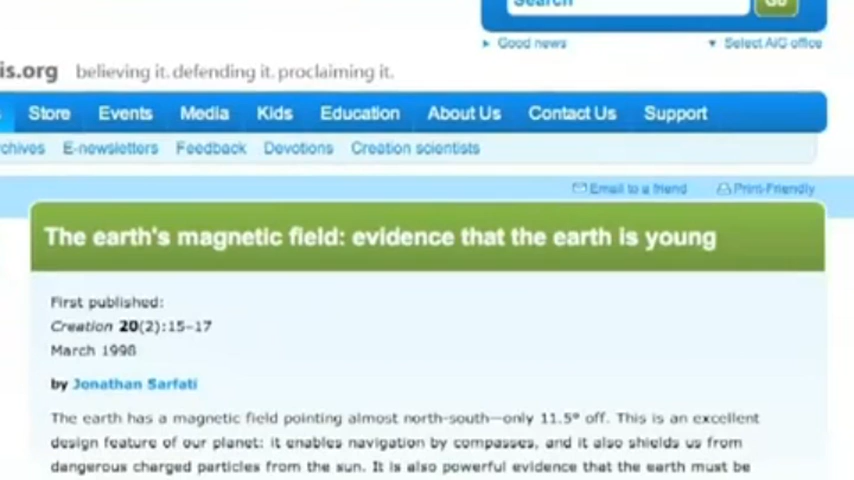 Search
Go
Good news
Select AiG office
is.org believing it. defending it. proclaiming it.
Store Events Media Kids Education About Us Contact Us Support
chives E-newsletters Feedback Devotions Creation scientists
Email to a friend Print-Friendly
The earth's magnetic field: evidence that the earth is young
First published:
Creation 20(2):15–17
March 1998
by Jonathan Sarfati
The earth has a magnetic field pointing almost north-south—only 11.5° off. This is an excellent
design feature of our planet: it enables navigation by compasses, and it also shields us from
dangerous charged particles from the sun. It is also powerful evidence that the earth must be